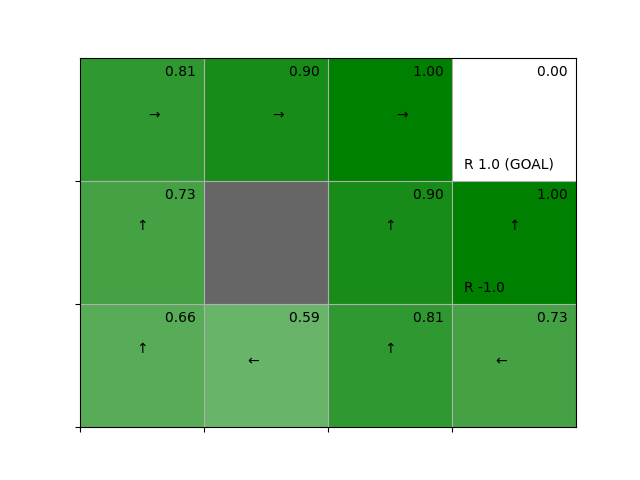 0.81 0.90 1.00 0.00
→ → →
R 1.0 (GOAL)
0.73 0.90 1.00
↑ ↑ ↑
R -1.0
0.66 0.59 0.81 0.73
↑ ← ↑ ←